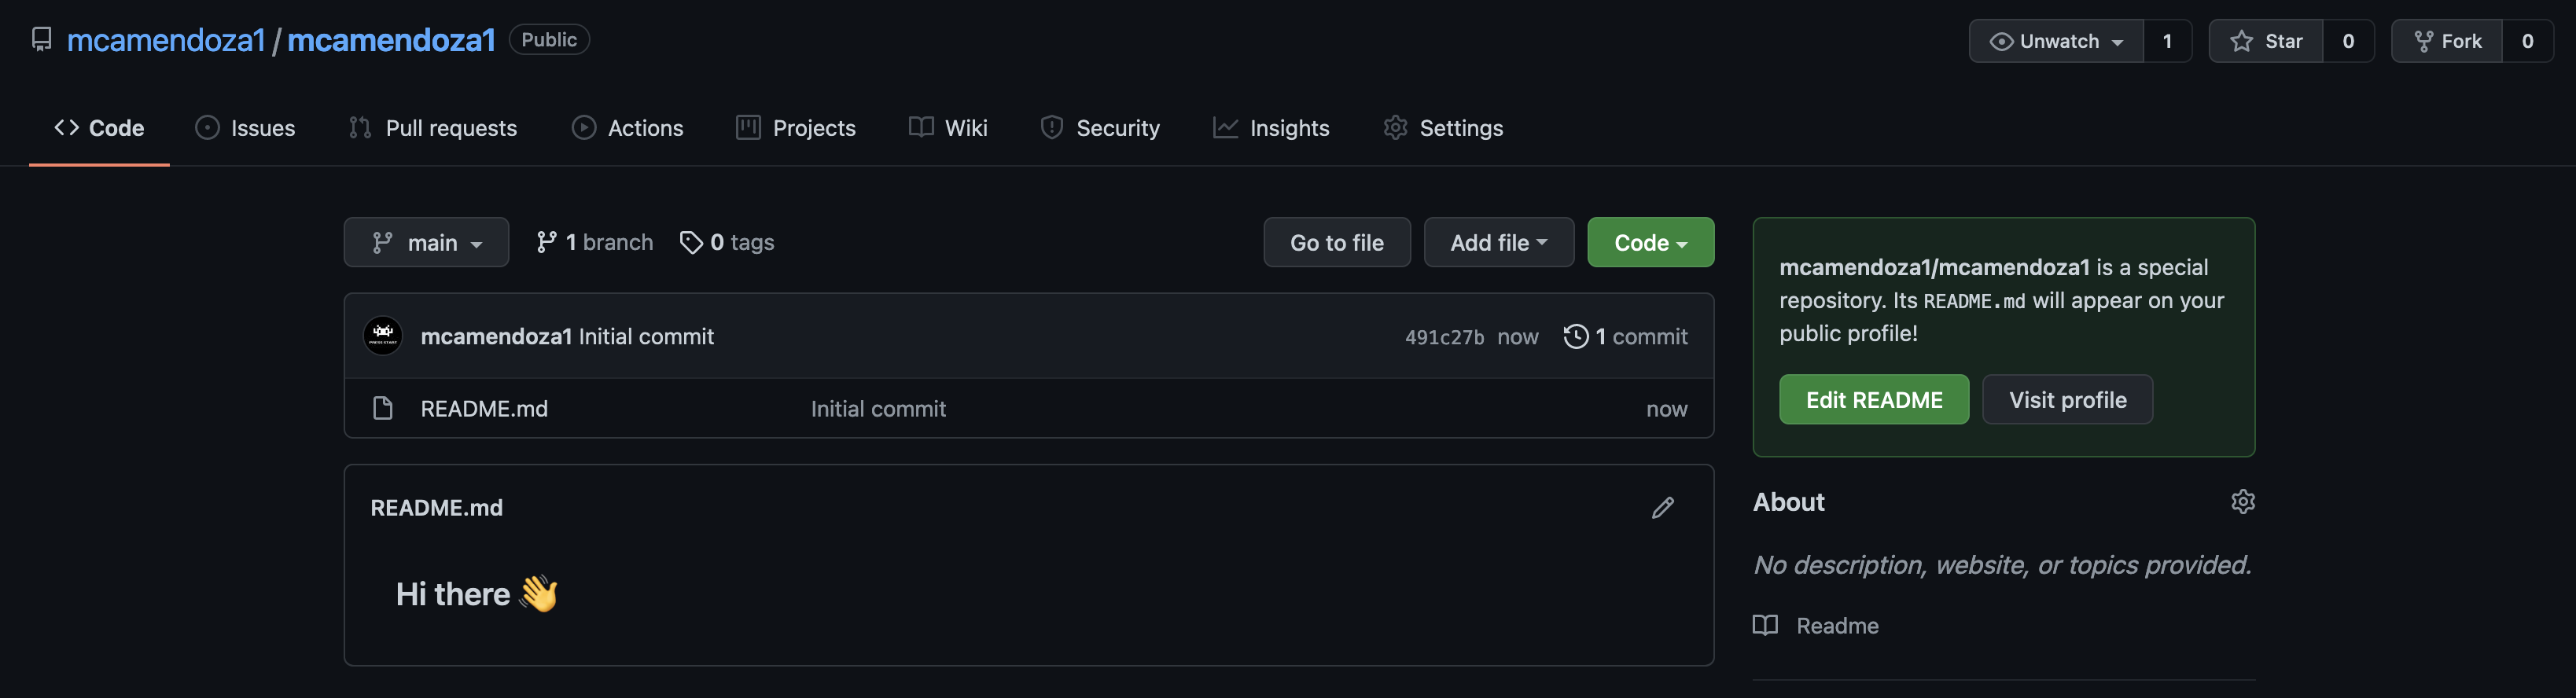 mcamendoza1 / mcamendoza1 Public
Unwatch 1 Star 0 Fork 0
Code Issues Pull requests Actions Projects Wiki Security Insights Settings
main 1 branch 0 tags Go to file Add file Code
mcamendoza1 Initial commit 491c27b now 1 commit
README.md Initial commit now
README.md
Hi there 👋
mcamendoza1/mcamendoza1 is a special
repository. Its README.md will appear on your
public profile!
Edit README Visit profile
About
No description, website, or topics provided.
Readme